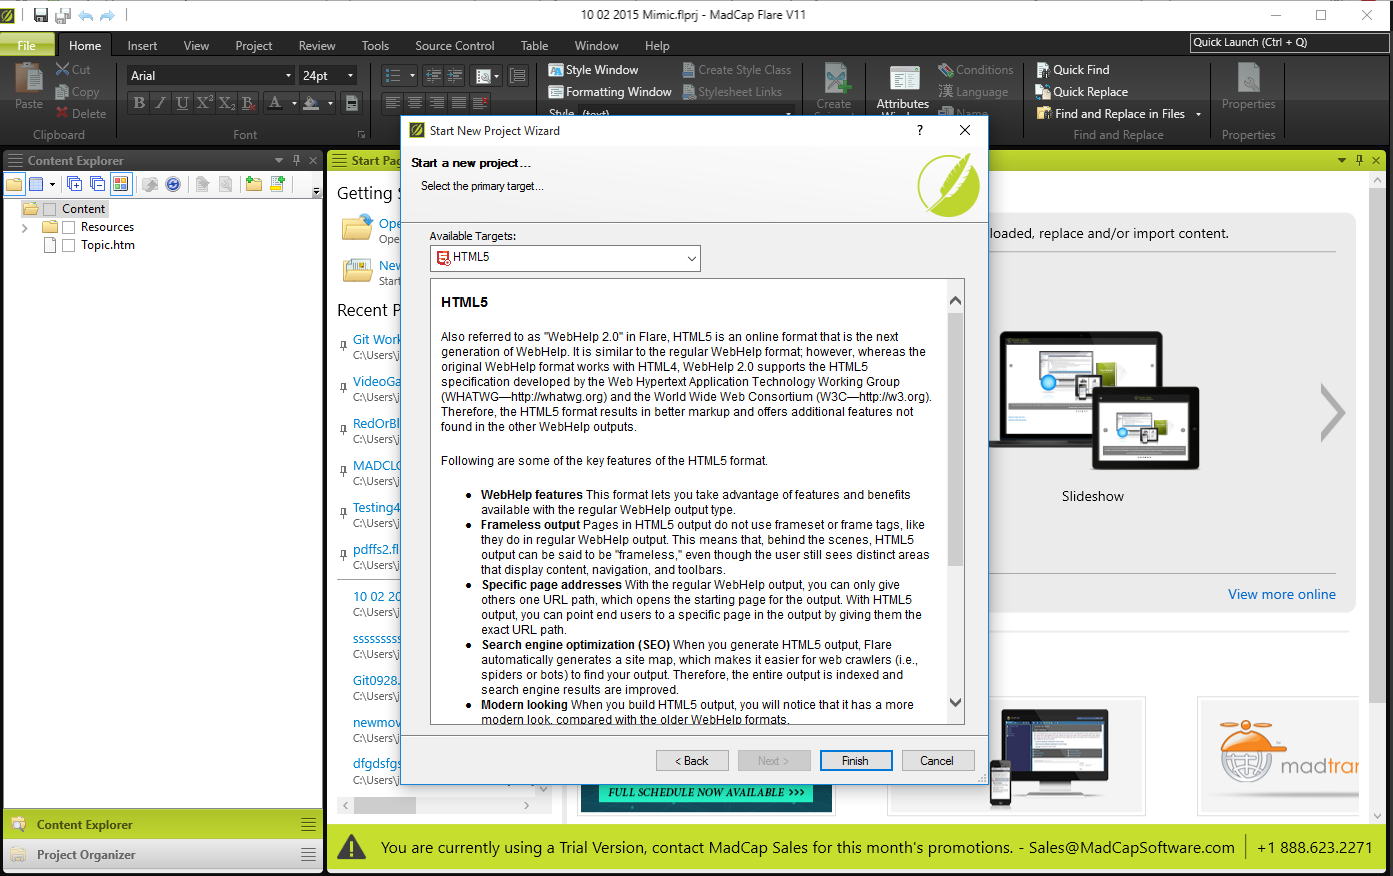 10 02 2015 Mimic.flprj - MadCap Flare V11
File Home Insert View Project Review Tools Source Control Table Window Help
Quick Launch (Ctrl + Q)
Paste
Cut
Copy
Delete
Clipboard
Arial 24pt
B I U X² X₂ B
Font
Style Window
Formatting Window
Style (text)
Create Style Class
Stylesheet Links
Create
Attributes
Conditions
Language
Name
Quick Find
Quick Replace
Find and Replace in Files
Find and Replace
Properties
Properties
Content Explorer
Content
Resources
Topic.htm
Content Explorer
Project Organizer
Start Pa
Getting S
Ope
Ope
New
Start
Recent P
Git Work
C:\Users\j
VideoGa
C:\Users\j
RedOrBl
C:\Users\j
MADCLO
C:\Users\j
Testing4
C:\Users\j
pdffs2.fl
C:\Users\j
10 02 20
C:\Users\j
sssssssss
C:\Users\j
Git0928.
C:\Users\j
newmov
C:\Users\j
dfgdsfgs
C:\Users\j
Start New Project Wizard
?
Start a new project...
Select the primary target...
Available Targets:
HTML5
HTML5
Also referred to as "WebHelp 2.0" in Flare, HTML5 is an online format that is the next
generation of WebHelp. It is similar to the regular WebHelp format; however, whereas the
original WebHelp format works with HTML4, WebHelp 2.0 supports the HTML5
specification developed by the Web Hypertext Application Technology Working Group
(WHATWG—http://whatwg.org) and the World Wide Web Consortium (W3C—http://w3.org).
Therefore, the HTML5 format results in better markup and offers additional features not
found in the other WebHelp outputs.
Following are some of the key features of the HTML5 format.
• WebHelp features This format lets you take advantage of features and benefits
available with the regular WebHelp output type.
• Frameless output Pages in HTML5 output do not use frameset or frame tags, like
they do in regular WebHelp output. This means that, behind the scenes, HTML5
output can be said to be "frameless," even though the user still sees distinct areas
that display content, navigation, and toolbars.
• Specific page addresses With the regular WebHelp output, you can only give
others one URL path, which opens the starting page for the output. With HTML5
output, you can point end users to a specific page in the output by giving them the
exact URL path.
• Search engine optimization (SEO) When you generate HTML5 output, Flare
automatically generates a site map, which makes it easier for web crawlers (i.e.,
spiders or bots) to find your output. Therefore, the entire output is indexed and
search engine results are improved.
• Modern looking When you build HTML5 output, you will notice that it has a more
modern look, compared with the older WebHelp formats.
< Back Next > Finish Cancel
loaded, replace and/or import content.
Slideshow
View more online
FULL SCHEDULE NOW AVAILABLE >>>
madtran
You are currently using a Trial Version, contact MadCap Sales for this month's promotions. - Sales@MadCapSoftware.com +1 888.623.2271